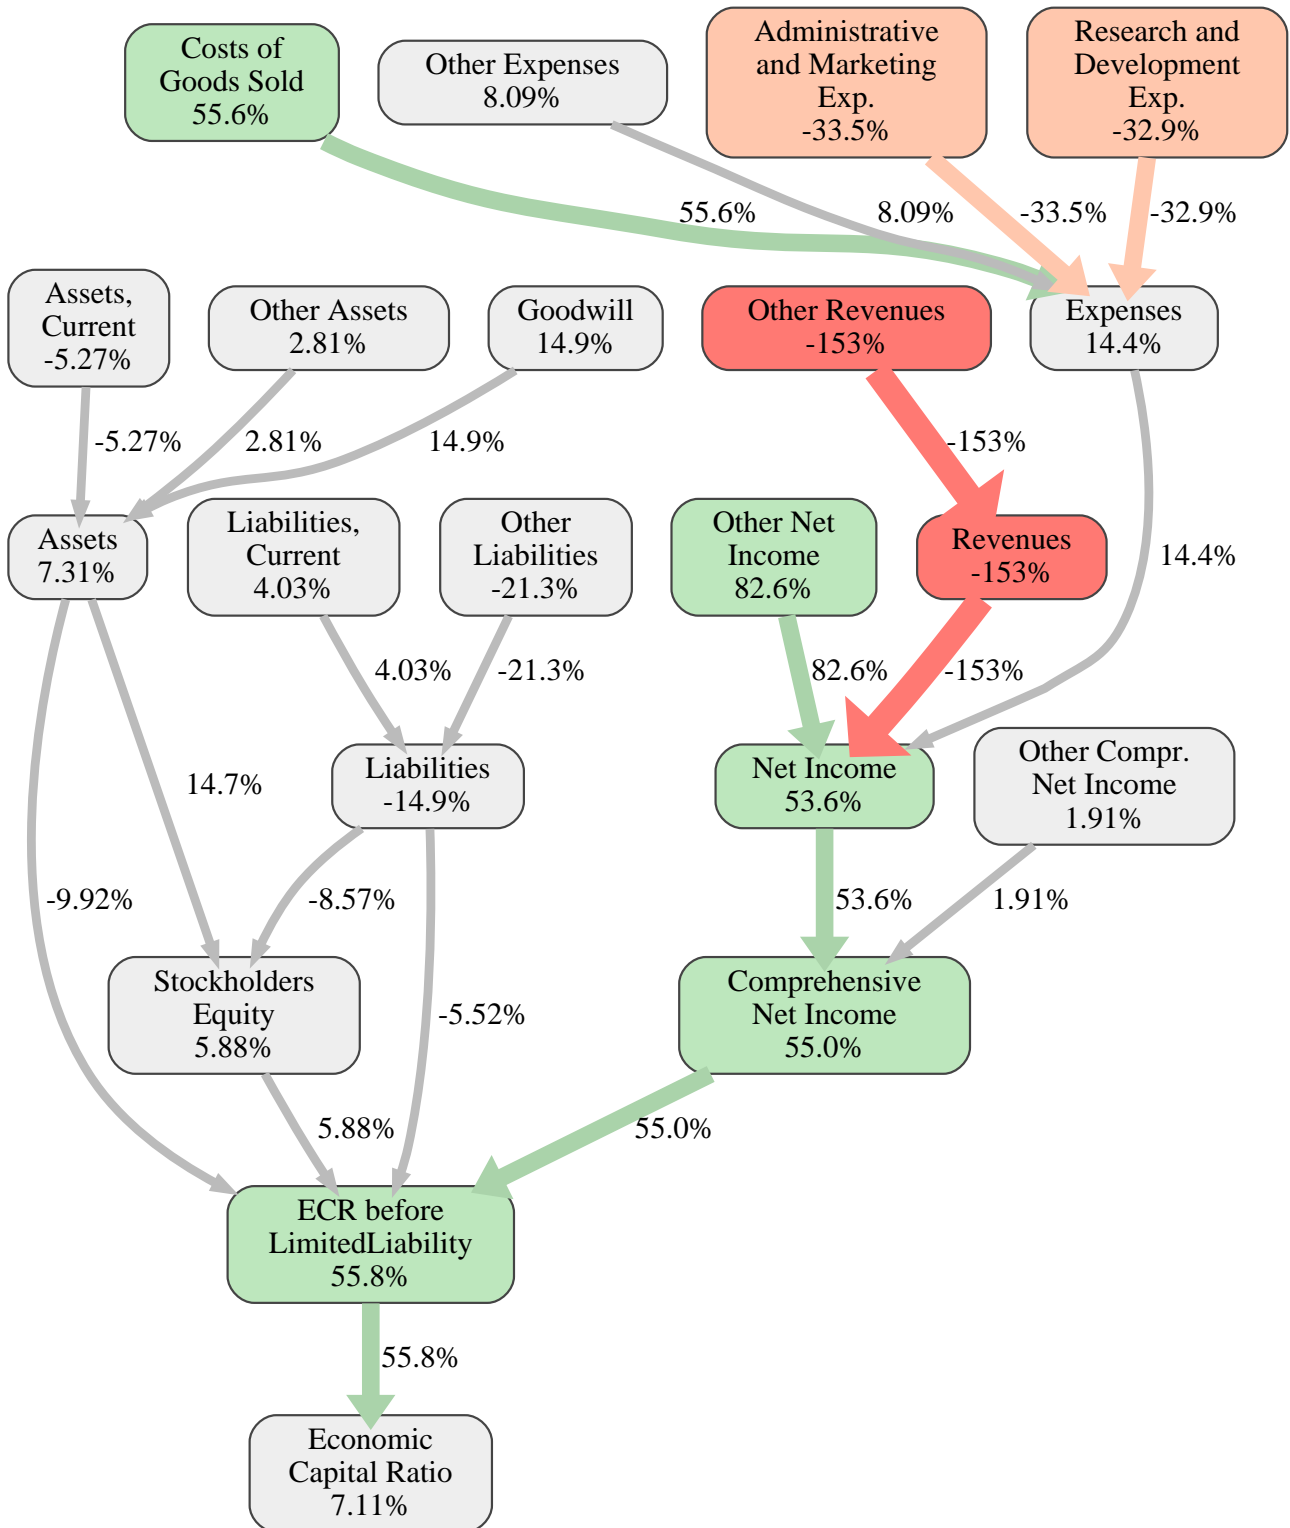 Costs of
Goods Sold
55.6%
Other Expenses
8.09%
Administrative
and Marketing
Exp.
-33.5%
Research and
Development
Exp.
-32.9%
55.6%
8.09%
-33.5%
-32.9%
Assets,
Current
-5.27%
Other Assets
2.81%
Goodwill
14.9%
Other Revenues
-153%
Expenses
14.4%
-5.27%
2.81%
14.9%
-153%
Assets
7.31%
Liabilities,
Current
4.03%
Other
Liabilities
-21.3%
Other Net
Income
82.6%
Revenues
-153%
14.4%
4.03%
-21.3%
82.6%
-153%
14.7%
Liabilities
-14.9%
Net Income
53.6%
Other Compr.
Net Income
1.91%
-9.92%
-8.57%
53.6%
1.91%
Stockholders
Equity
5.88%
-5.52%
Comprehensive
Net Income
55.0%
5.88%
55.0%
ECR before
LimitedLiability
55.8%
55.8%
Economic
Capital Ratio
7.11%